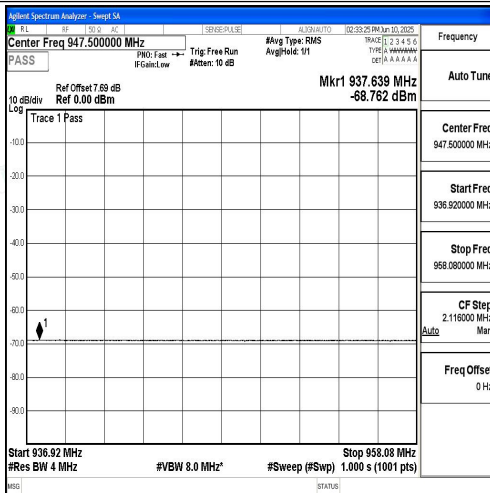 Agilent Spectrum Analyzer - Swept SA
RL RF 50 Ω AC SENSE:PULSE ALIGNAUTO 02:33:25 PM Jun 10, 2025
Center Freq 947.500000 MHz
PASS
PNO: Fast
IFGain:Low
Trig: Free Run
#Atten: 10 dB
#Avg Type: RMS
Avg|Hold: 1/1
TRACE 1 2 3 4 5 6
TYPE A
DET A A A A A A
Frequency
Mkr1 937.639 MHz
-68.762 dBm
Ref Offset 7.69 dB
10 dB/div Ref 0.00 dBm
Log
Trace 1 Pass
-10.0
-20.0
-30.0
-40.0
-50.0
-60.0
1
-70.0
-80.0
-90.0
Start 936.92 MHz Stop 958.08 MHz
#Res BW 4 MHz #VBW 8.0 MHz* #Sweep (#Swp) 1.000 s (1001 pts)
MSG STATUS
Auto Tune
Center Freq
947.500000 MHz
Start Freq
936.920000 MHz
Stop Freq
958.080000 MHz
CF Step
2.116000 MHz
Auto Man
Freq Offset
0 Hz